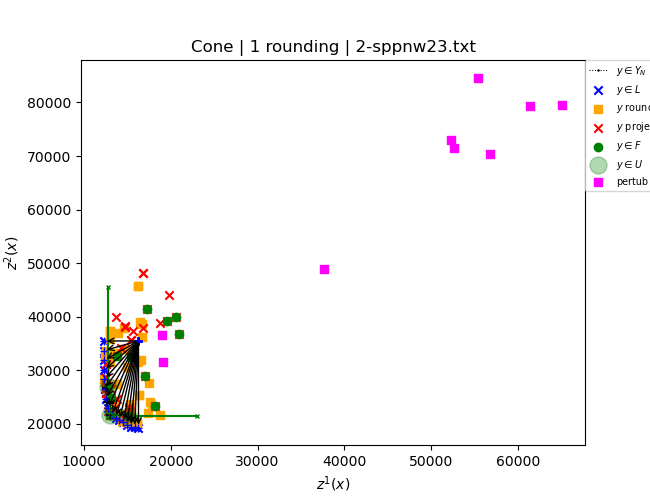 Cone | 1 rounding | 2-sppnw23.txt
80000
70000
60000
50000
40000
30000
20000
z²(x)
10000 20000 30000 40000 50000 60000
z¹(x)
y ∈ Y_N
y ∈ L
y round
y proje
y ∈ F
y ∈ U
pertub